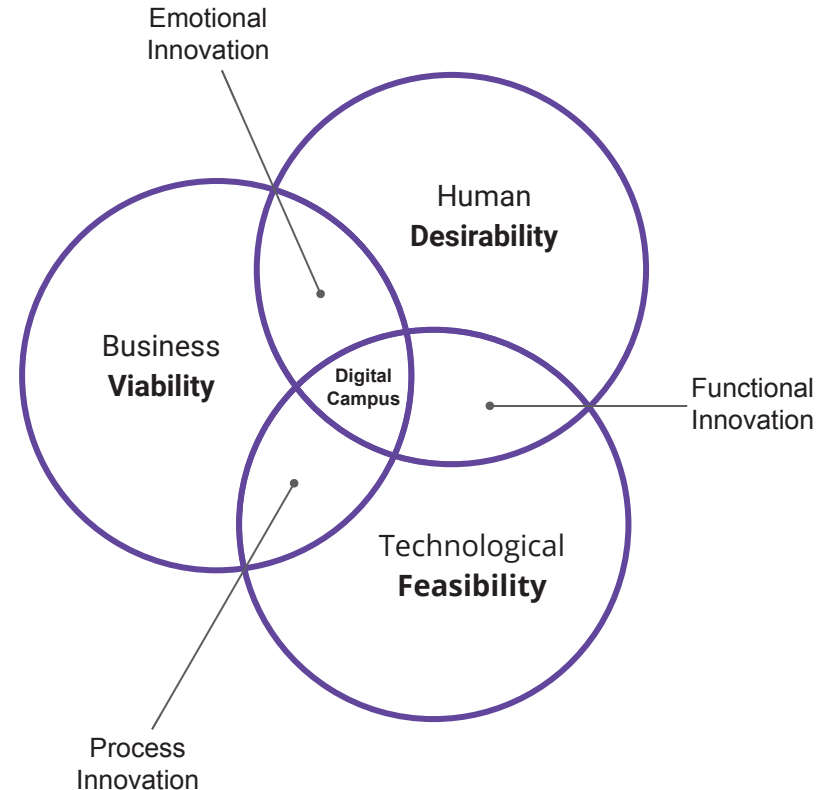 Emotional
Innovation
Human
Desirability
Business
Viability
Digital
Campus
Functional
Innovation
Technological
Feasibility
Process
Innovation